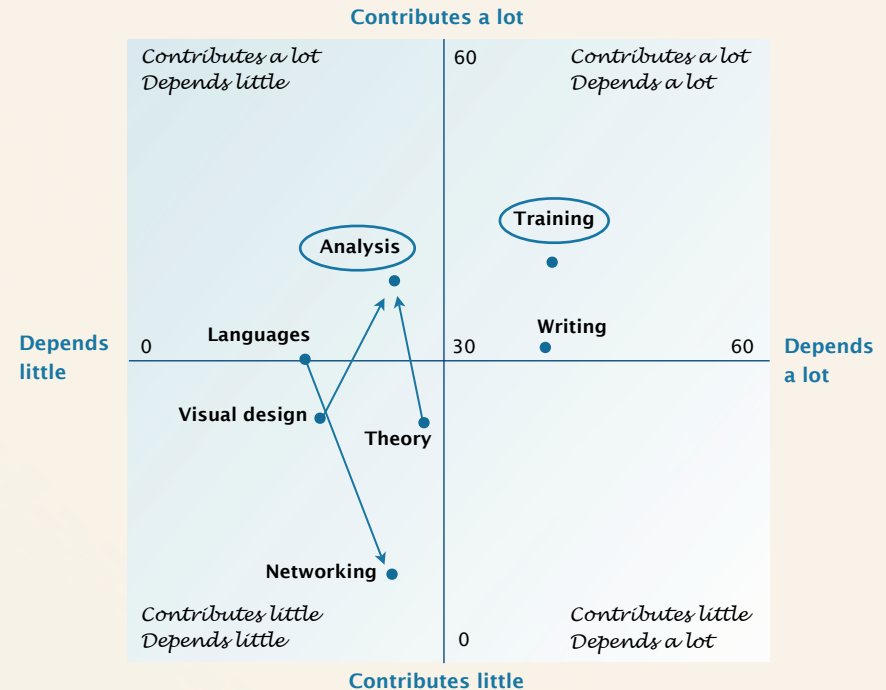 Contributes a lot
Contributes a lot
Depends little
60
Contributes a lot
Depends a lot
Training
Analysis
Writing
Languages
Depends
little
0
30
60
Depends
a lot
Visual design
Theory
Networking
Contributes little
Depends little
0
Contributes little
Depends a lot
Contributes little